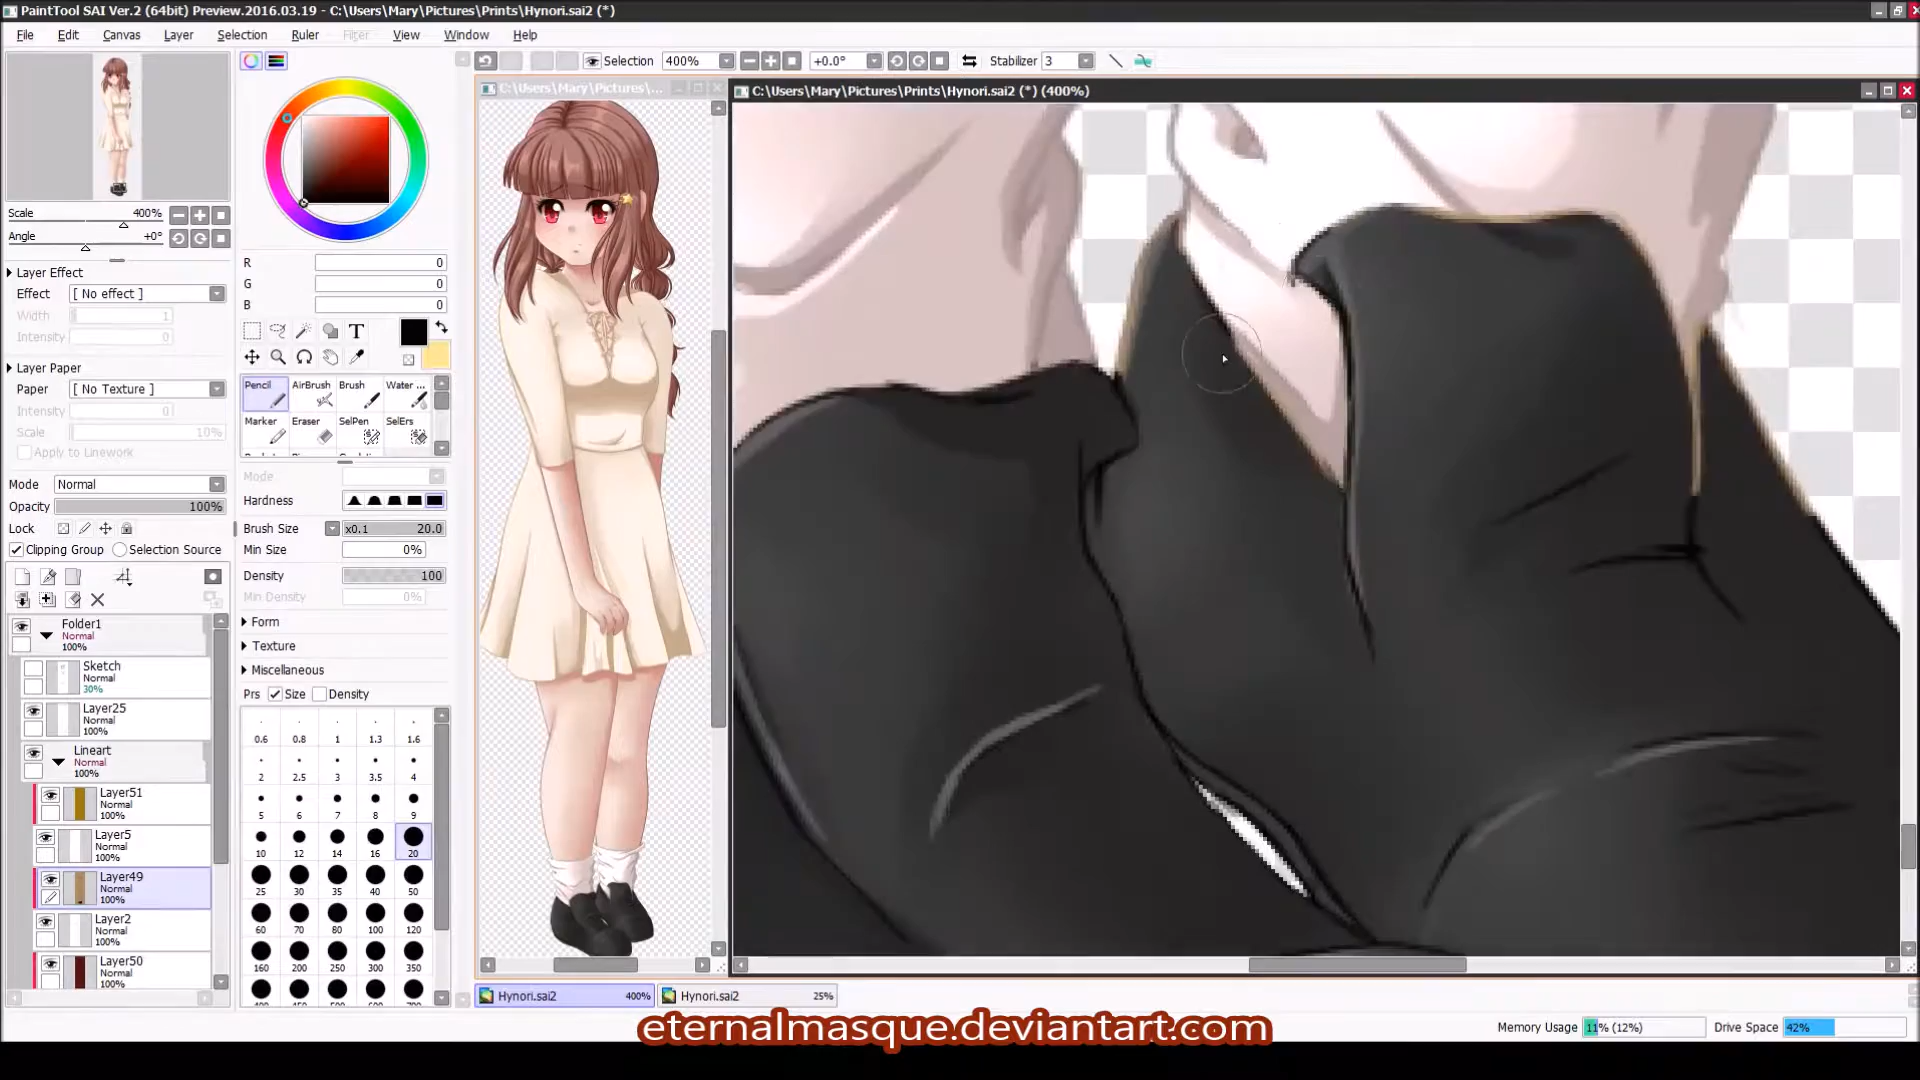 PaintTool SAI Ver.2 (64bit) Preview.2016.03.19 - C:\Users\Mary\Pictures\Prints\Hynori.sai2 (*)
File Edit Canvas Layer Selection Ruler Filter View Window Help
Selection 400% +0.0° Stabilizer 3
C:\Users\Mary\Pictures\...
C:\Users\Mary\Pictures\Prints\Hynori.sai2 (*) (400%)
Scale 400%
Angle +0°
Layer Effect
Effect [ No effect ]
Width 1
Intensity 0
Layer Paper
Paper [ No Texture ]
Intensity 0
Scale 10%
Apply to Linework
Mode Normal
Opacity 100%
Lock
Clipping Group Selection Source
Folder1
Normal
100%
Sketch
Normal
30%
Layer25
Normal
100%
Lineart
Normal
100%
Layer51
Normal
100%
Layer5
Normal
100%
Layer49
Normal
100%
Layer2
Normal
100%
Layer50
Normal
100%
R 0
G 0
B 0
T
Pencil AirBrush Brush Water ...
Marker Eraser SelPen SelErs
Mode
Hardness
Brush Size x0.1 20.0
Min Size 0%
Density 100
Min Density 0%
Form
Texture
Miscellaneous
Prs Size Density
0.6 0.8 1 1.3 1.6
2 2.5 3 3.5 4
5 6 7 8 9
10 12 14 16 20
25 30 35 40 50
60 70 80 100 120
160 200 250 300 350
Hynori.sai2 400% Hynori.sai2 25%
eternalmasque.deviantart.com
Memory Usage 11% (12%) Drive Space 42%